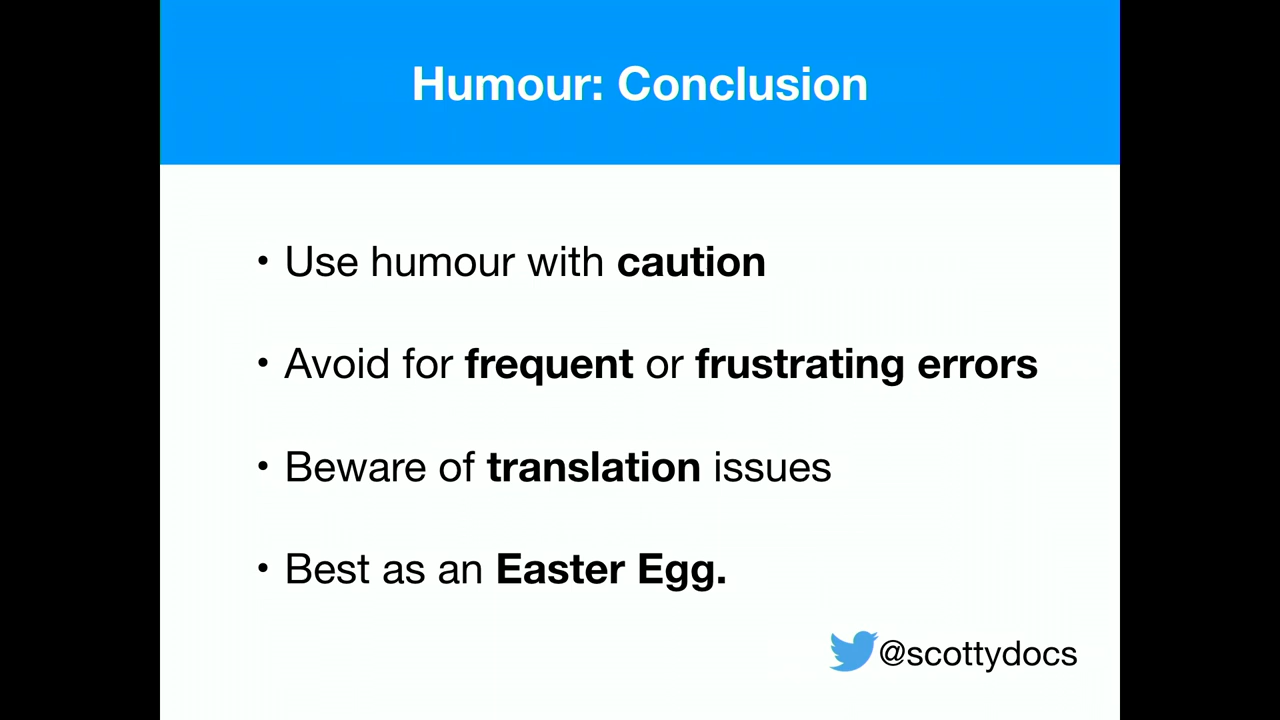 Humour: Conclusion
• Use humour with caution
• Avoid for frequent or frustrating errors
• Beware of translation issues
• Best as an Easter Egg.
@scottydocs